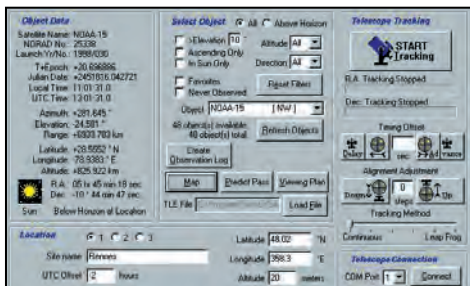 Object Data
Satellite Name: NOAA-15
NORAD No.: 25338
Launch Yr/No.: 1998/030
T+Epoch: +20.696886
Julian Date: +2451816.042721
Local Time: 11:01:31.0
UTC Time: 13:01:31.0
Azimuth: +281.645 °
Elevation: -24.581 °
Range: +6933.783 km
Latitude: +28.5552 ° N
Longitude: -78.9383 ° E
Altitude: +825.922 km
R.A.: 05 hr 45 min 19 sec
Dec: -10 ° 44 min 47 sec
Sun Below Horizon at Location
Select Object All Above Horizon
>Elevation 10 °
Ascending Only
In Sun Only
Altitude All
Direction All
Favorites
Never Observed
Reset Filters
Object NOAA-15 [ NW ]
48 object(s) available
48 object(s) total
Refresh Objects
Create
Observation Log
Map Predict Pass Viewing Plan
TLE File Load File
Telescope Tracking
START
Tracking
R.A. Tracking Stopped
Dec. Tracking Stopped
Timing Offset
Delay sec Advance
Alignment Adjustment
Down 0 Up
steps
Tracking Method
Continuous Leap Frog
Location 1 2 3
Site name Rennes
UTC Offset -2 hours
Latitude 48.02 °N
Longitude 358.3 °E
Altitude 20 meters
Telescope Connection
COM Port 1 Connect